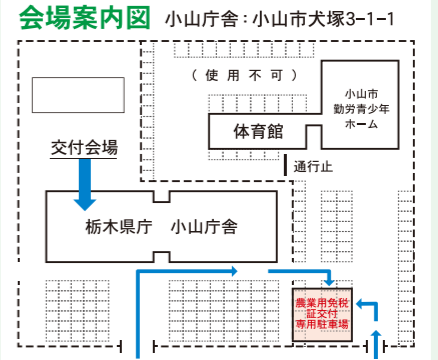 会場案内図 小山庁舎：小山市犬塚3-1-1
（使用不可）
小山市
勤労青少年
ホーム
体育館
交付会場
通行止
栃木県庁 小山庁舎
農業用免税
証交付
専用駐車場